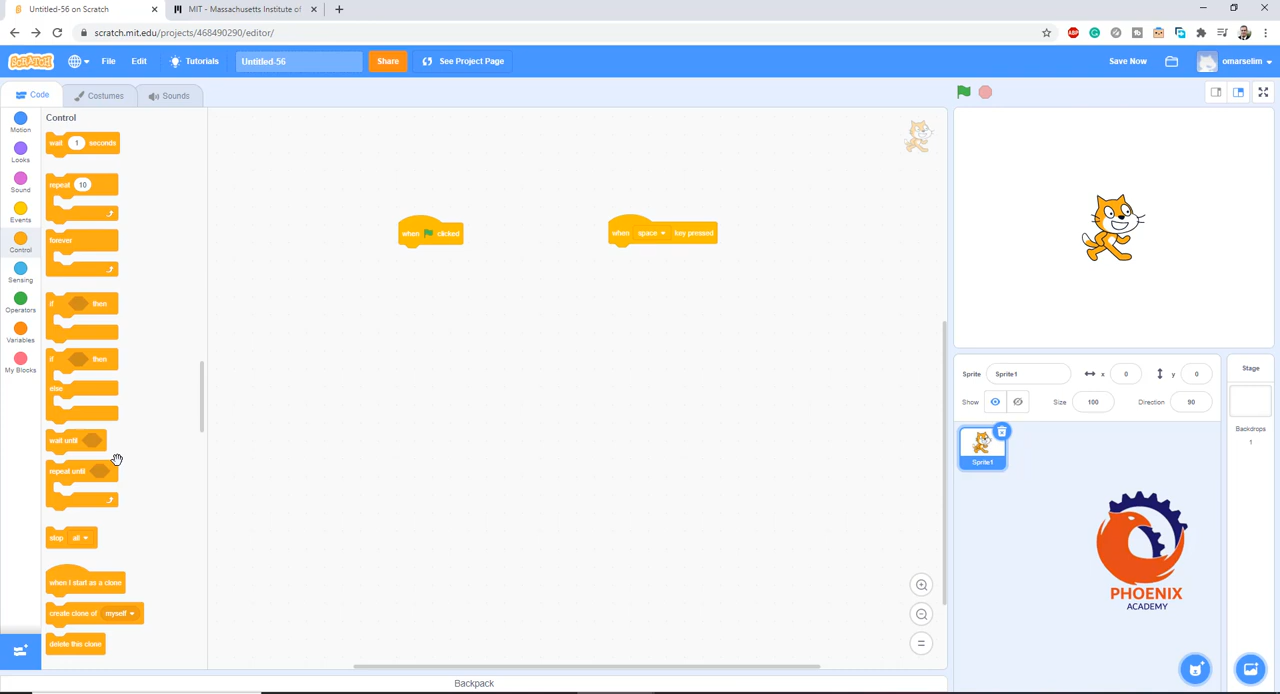 Untitled-56 on Scratch
MIT - Massachusetts Institute of
scratch.mit.edu/projects/468490290/editor/
ABP
SCRATCH
File
Edit
Tutorials
Untitled-56
Share
See Project Page
Save Now
omarselim
Code
Costumes
Sounds
Motion
Looks
Sound
Events
Control
Sensing
Operators
Variables
My Blocks
Control
wait 1 seconds
repeat 10
forever
if then
if then
else
wait until
repeat until
stop all
when I start as a clone
create clone of myself
delete this clone
when clicked
when space key pressed
Sprite Sprite1 x 0 y 0
Show Size 100 Direction 90
Sprite1
Stage
Backdrops
1
PHOENIX
ACADEMY
Backpack